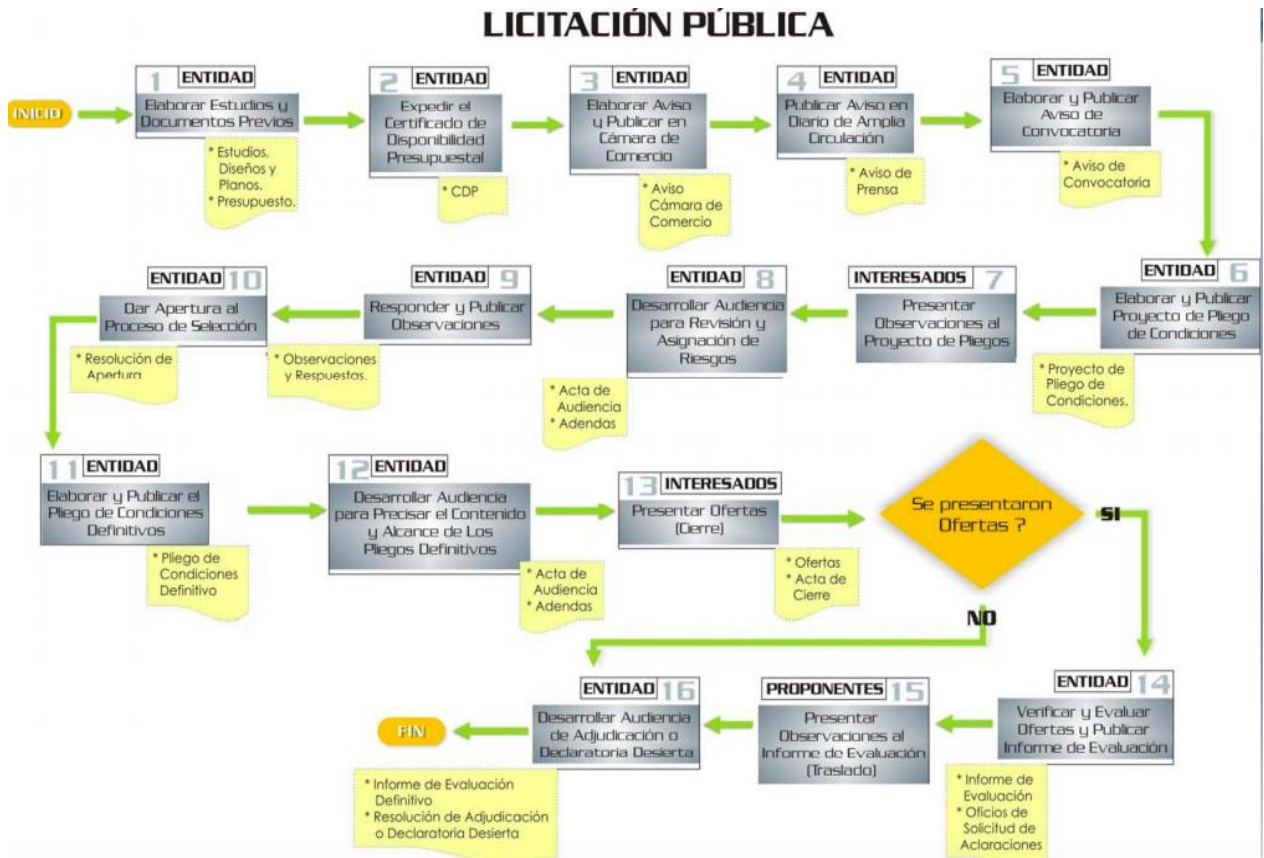 LICITACIÓN PÚBLICA
INICIO
1 ENTIDAD
Elaborar Estudios y
Documentos Previos
* Estudios,
Diseños y
Planos.
* Presupuesto.
2 ENTIDAD
Expedir el
Certificado de
Disponibilidad
Presupuestal
* CDP
3 ENTIDAD
Elaborar Aviso
y Publicar en
Cámara de
Comercio
* Aviso
Cámara de
Comercio
4 ENTIDAD
Publicar Aviso en
Diario de Amplia
Circulación
* Aviso de
Prensa
5 ENTIDAD
Elaborar y Publicar
Aviso de
Convocatoria
* Aviso de
Convocatoria
ENTIDAD 6
Elaborar y Publicar
Proyecto de Pliego
de Condiciones
* Proyecto de
Pliego de
Condiciones.
INTERESADOS 7
Presentar
Observaciones al
Proyecto de Pliegos
ENTIDAD 8
Desarrollar Audiencia
para Revisión y
Asignación de
Riesgos
* Acta de
Audiencia
* Adendas
ENTIDAD 9
Responder y Publicar
Observaciones
* Observaciones
y Respuestas.
ENTIDAD 10
Dar Apertura al
Proceso de Selección
* Resolución de
Apertura
11 ENTIDAD
Elaborar y Publicar el
Pliego de Condiciones
Definitivos
* Pliego de
Condiciones
Definitivo
12 ENTIDAD
Desarrollar Audiencia
para Precisar el Contenido
y Alcance de Los
Pliegos Definitivos
* Acta de
Audiencia
* Adendas
13 INTERESADOS
Presentar Ofertas
(Cierre)
* Ofertas
* Acta de
Cierre
Se presentaron
Ofertas ?
SI
NO
ENTIDAD 14
Verificar y Evaluar
Ofertas y Publicar
Informe de Evaluación
* Informe de
Evaluación
* Oficios de
Solicitud de
Aclaraciones
PROPONENTES 15
Presentar
Observaciones al
Informe de Evaluación
(Traslado)
ENTIDAD 16
Desarrollar Audiencia
de Adjudicación o
Declaratoria Desierta
* Informe de Evaluación
Definitivo
* Resolución de Adjudicación
o Declaratoria Desierta
FIN